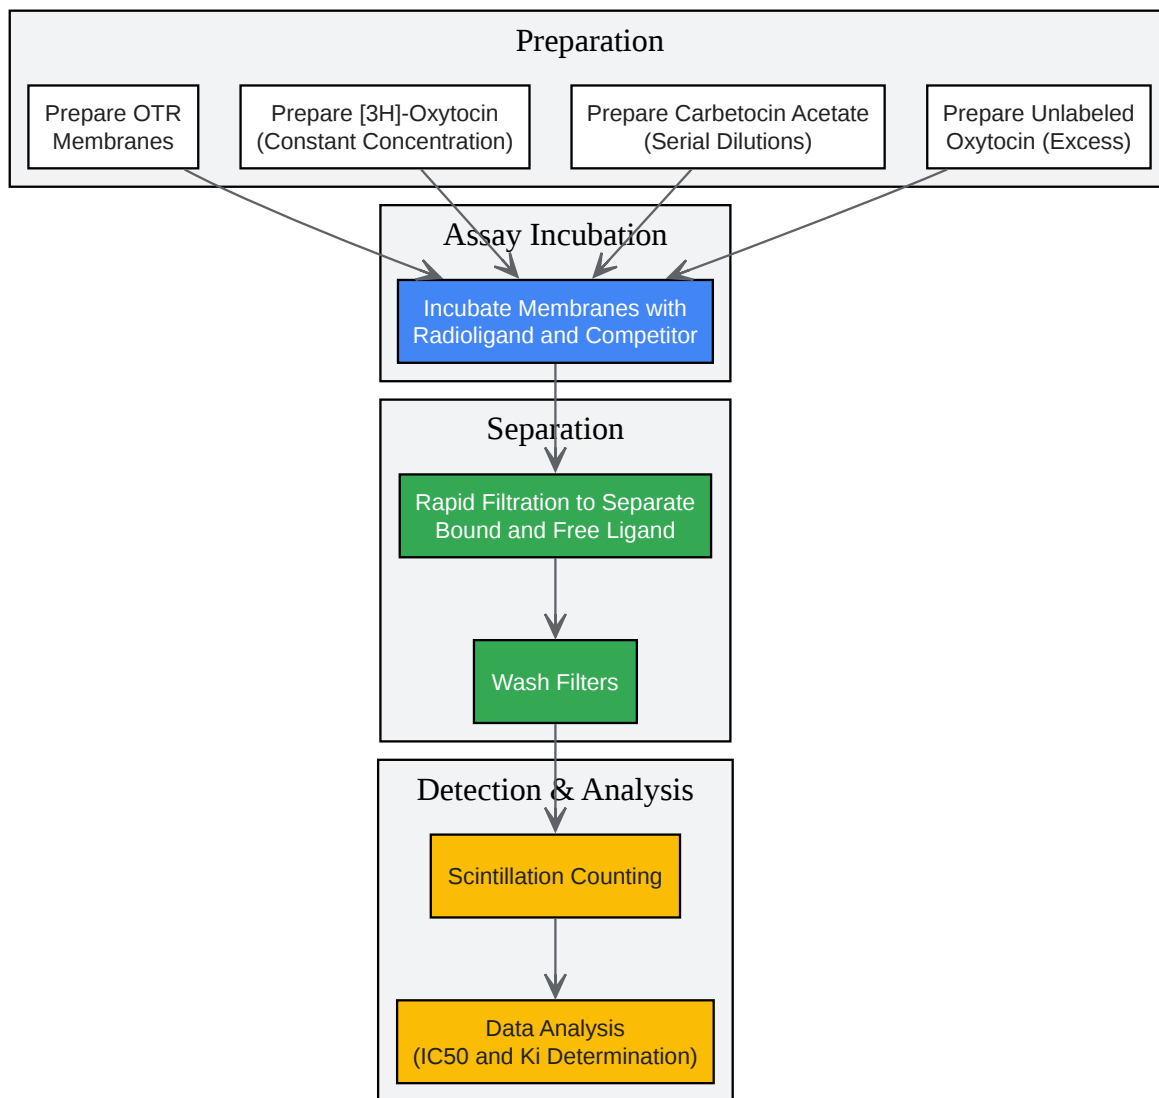 Preparation
Prepare OTR
Membranes
Prepare [3H]-Oxytocin
(Constant Concentration)
Prepare Carbetocin Acetate
(Serial Dilutions)
Prepare Unlabeled
Oxytocin (Excess)
Assay Incubation
Incubate Membranes with
Radioligand and Competitor
Separation
Rapid Filtration to Separate
Bound and Free Ligand
Wash Filters
Detection & Analysis
Scintillation Counting
Data Analysis
(IC50 and Ki Determination)